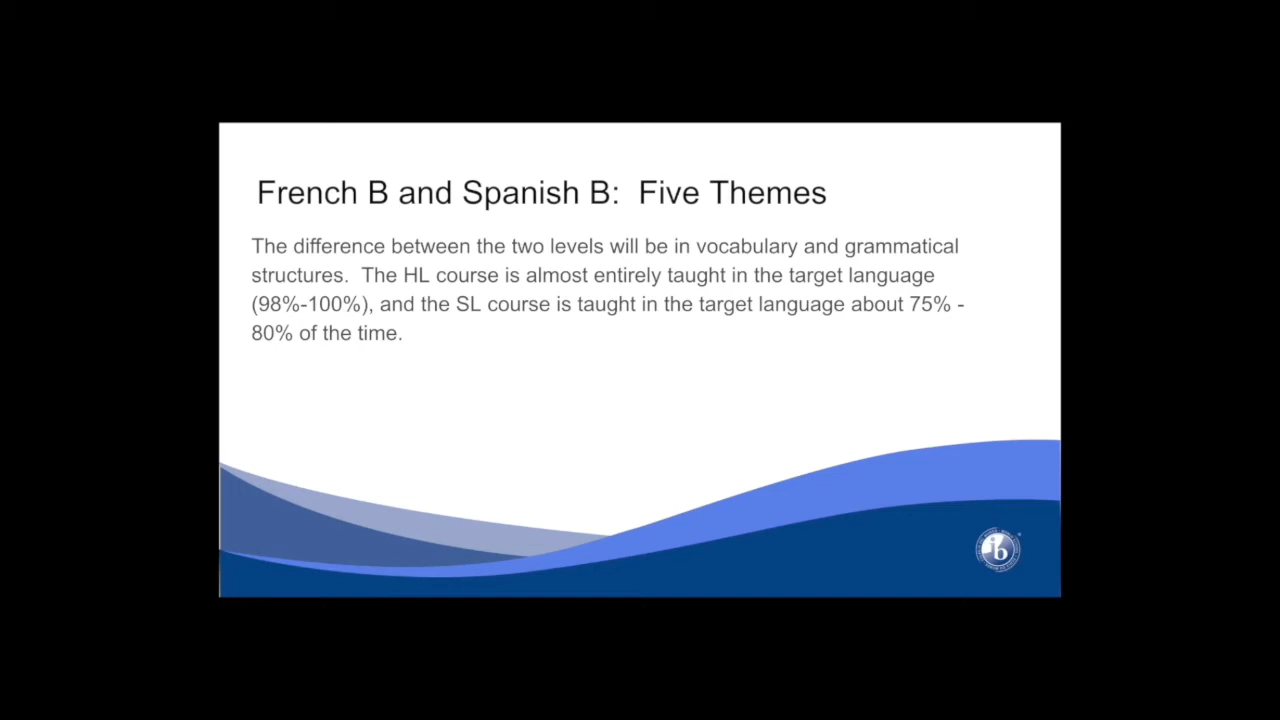 French B and Spanish B:  Five Themes
The difference between the two levels will be in vocabulary and grammatical
structures.  The HL course is almost entirely taught in the target language
(98%-100%), and the SL course is taught in the target language about 75% -
80% of the time.
ib